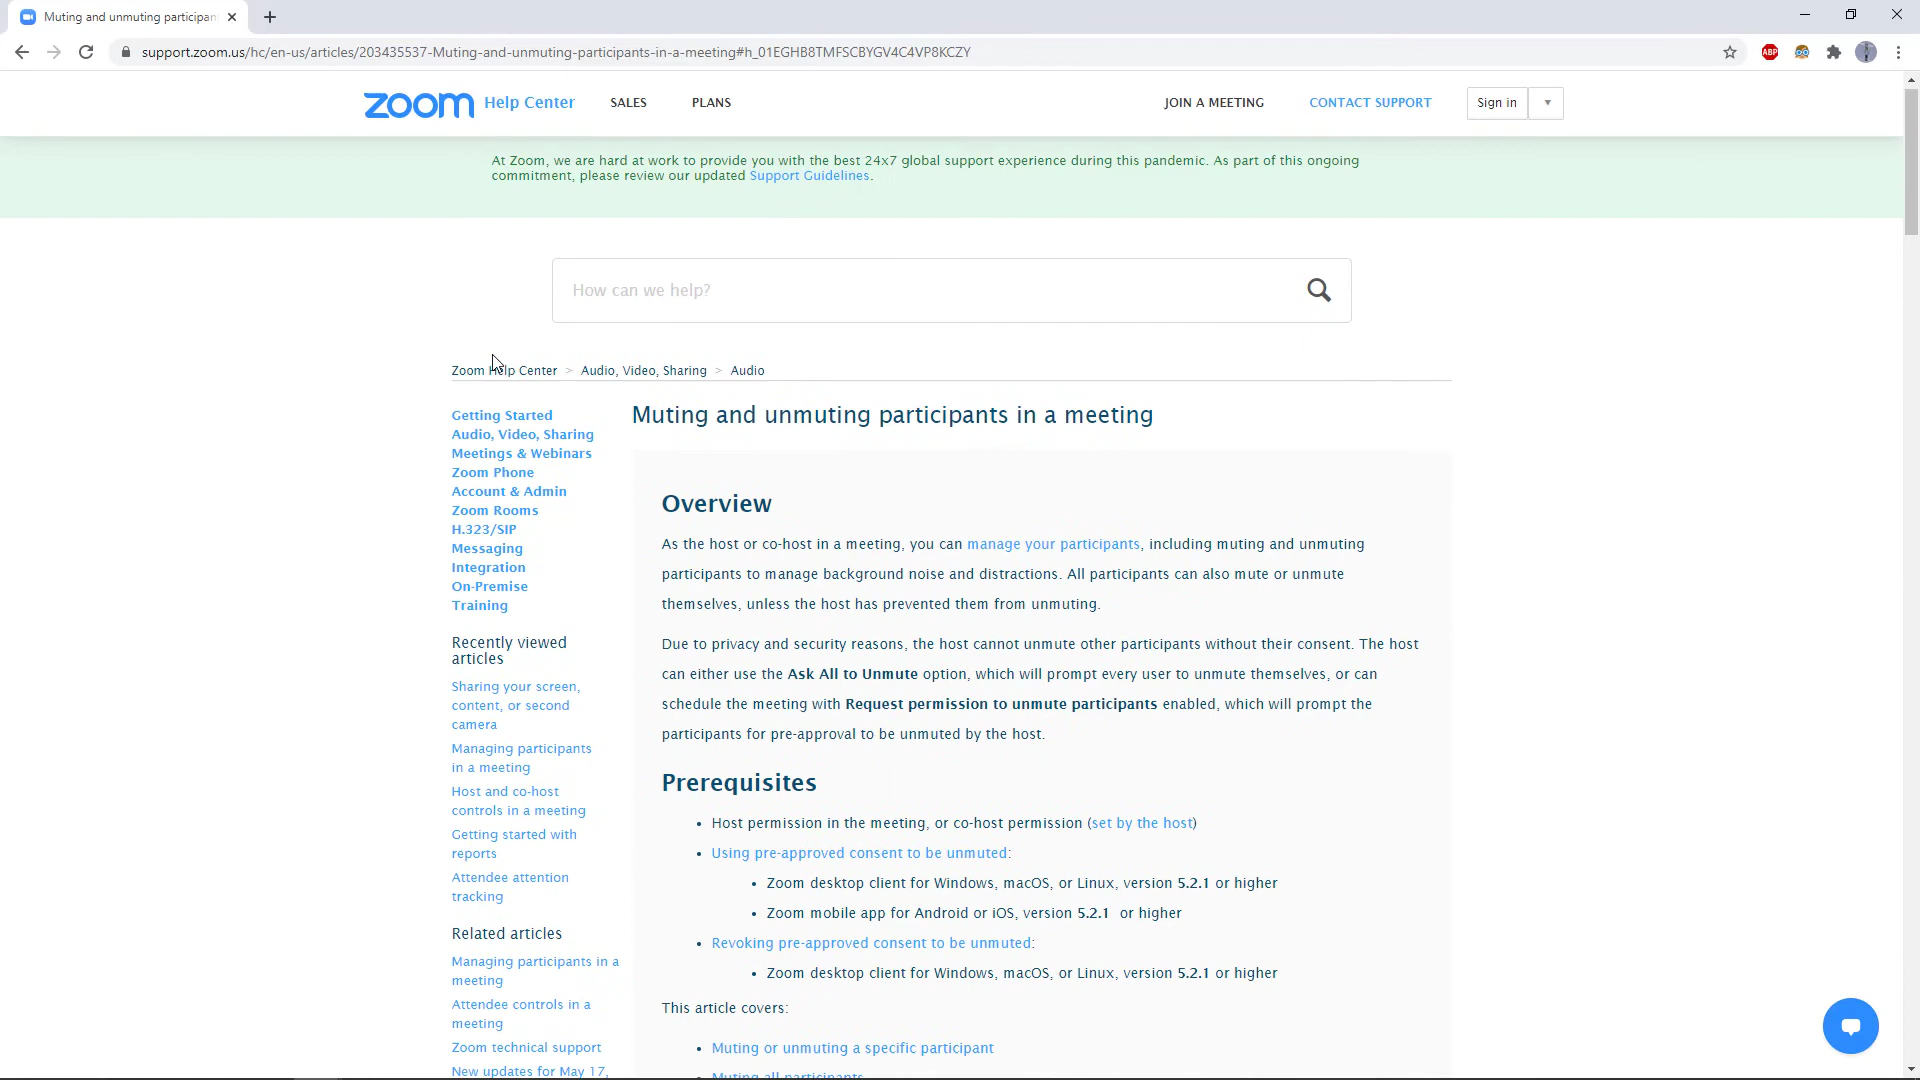 Muting and unmuting participan
support.zoom.us/hc/en-us/articles/203435537-Muting-and-unmuting-participants-in-a-meeting#h_01EGHB8TMFSCBYGV4C4VP8KCZY
ABP
zoom Help Center SALES PLANS JOIN A MEETING CONTACT SUPPORT Sign in
At Zoom, we are hard at work to provide you with the best 24x7 global support experience during this pandemic. As part of this ongoing
commitment, please review our updated Support Guidelines.
How can we help?
Zoom Help Center > Audio, Video, Sharing > Audio
Getting Started
Audio, Video, Sharing
Meetings & Webinars
Zoom Phone
Account & Admin
Zoom Rooms
H.323/SIP
Messaging
Integration
On-Premise
Training
Recently viewed
articles
Sharing your screen,
content, or second
camera
Managing participants
in a meeting
Host and co-host
controls in a meeting
Getting started with
reports
Attendee attention
tracking
Related articles
Managing participants in a
meeting
Attendee controls in a
meeting
Zoom technical support
New updates for May 17,
Muting and unmuting participants in a meeting
Overview
As the host or co-host in a meeting, you can manage your participants, including muting and unmuting
participants to manage background noise and distractions. All participants can also mute or unmute
themselves, unless the host has prevented them from unmuting.
Due to privacy and security reasons, the host cannot unmute other participants without their consent. The host
can either use the Ask All to Unmute option, which will prompt every user to unmute themselves, or can
schedule the meeting with Request permission to unmute participants enabled, which will prompt the
participants for pre-approval to be unmuted by the host.
Prerequisites
• Host permission in the meeting, or co-host permission (set by the host)
• Using pre-approved consent to be unmuted:
• Zoom desktop client for Windows, macOS, or Linux, version 5.2.1 or higher
• Zoom mobile app for Android or iOS, version 5.2.1 or higher
• Revoking pre-approved consent to be unmuted:
• Zoom desktop client for Windows, macOS, or Linux, version 5.2.1 or higher
This article covers:
• Muting or unmuting a specific participant
• Muting all participants